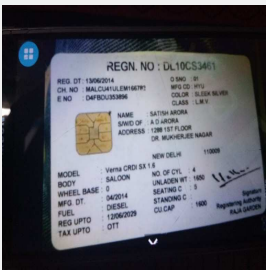 REGN. NO : DL10CS3461
REG. DT : 13/06/2014 O SNO : 01
CH. NO : MALCU41ULEM166787 MFG CD : HYU
E NO : D4FBDU353896 COLOR : SLEEK SILVER
CLASS : L.M.V.
NAME : SATISH ARORA
S/W/D OF : A D ARORA
ADDRESS : 1288 1ST FLOOR
DR. MUKHERJEE NAGAR
NEW DELHI 110009
MODEL : Verna CRDI SX 1.6
BODY : SALOON NO. OF CYL : 4
WHEEL BASE : 0 UNLADEN WT : 1650
MFG. DT. : 04/2014 SEATING C : 5
FUEL : DIESEL STANDING C :
REG UPTO : 12/06/2029 CU.CAP : 1600
TAX UPTO : OTT
Signature
Registering Authority
RAJA GARDEN